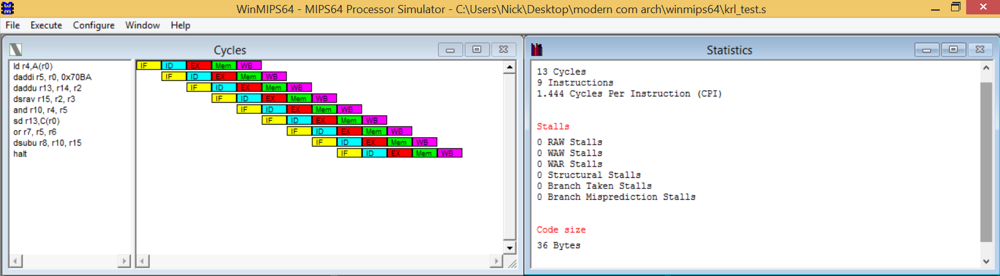 WinMIPS64 - MIPS64 Processor Simulator - C:\Users\Nick\Desktop\modern com arch\winmips64\krl_test.s
File Execute Configure Window Help
Cycles
ld r4,A(r0)
daddi r5, r0, 0x70BA
daddu r13, r14, r2
dsrav r15, r2, r3
and r10, r4, r5
sd r13,C(r0)
or r7, r5, r6
dsubu r8, r10, r15
halt
IF ID EX Mem WB
IF ID EX Mem WB
IF ID EX Mem WB
IF ID EX Mem WB
IF ID EX Mem WB
IF ID EX Mem WB
IF ID EX Mem WB
IF ID EX Mem WB
IF ID EX Mem WB
Statistics
13 Cycles
9 Instructions
1.444 Cycles Per Instruction (CPI)
Stalls
0 RAW Stalls
0 WAW Stalls
0 WAR Stalls
0 Structural Stalls
0 Branch Taken Stalls
0 Branch Misprediction Stalls
Code size
36 Bytes